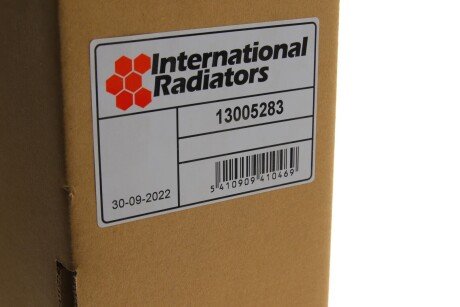 International
Radiators
13005283
5 410909 410469
30-09-2022